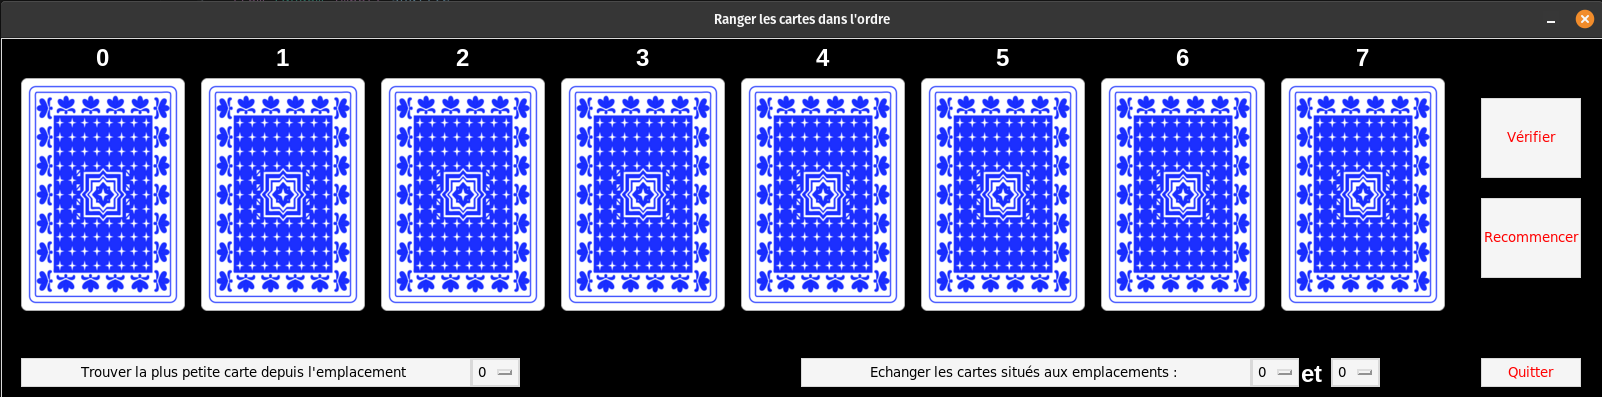 Ranger les cartes dans l'ordre
0 1 2 3 4 5 6 7
Vérifier
Recommencer
Trouver la plus petite carte depuis l'emplacement 0
Echanger les cartes situés aux emplacements : 0 et 0
Quitter